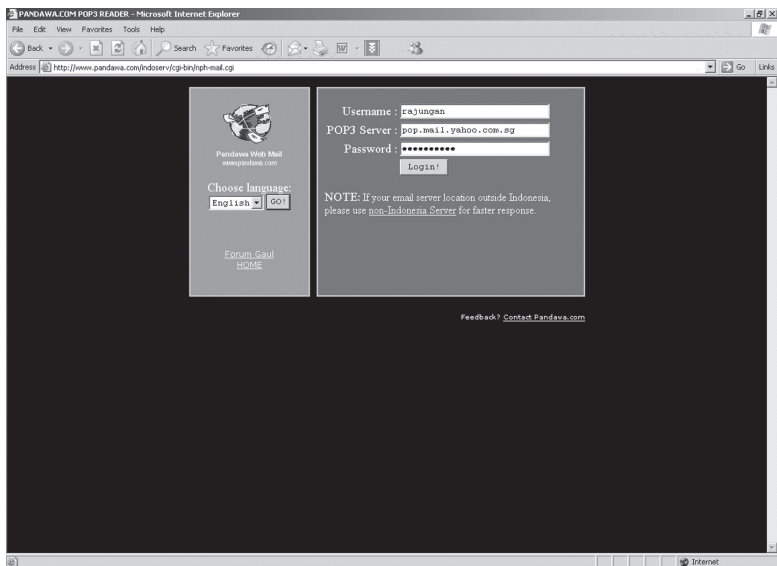 PANDAWA.COM POP3 READER - Microsoft Internet Explorer
File Edit View Favorites Tools Help
Back Search Favorites
Address http://www.pandawa.com/indoserv/cgi-bin/nph-mail.cgi Go Links
Pandawa Web Mail
www.pandawa.com
Choose language:
English GO!
Forum Gaul
HOME
Username : rajungan
POP3 Server : pop.mail.yahoo.com.sg
Password : ••••••••••
Login!
NOTE: If your email server location outside Indonesia,
please use non-Indonesia Server for faster response.
Feedback? Contact Pandawa.com
Internet